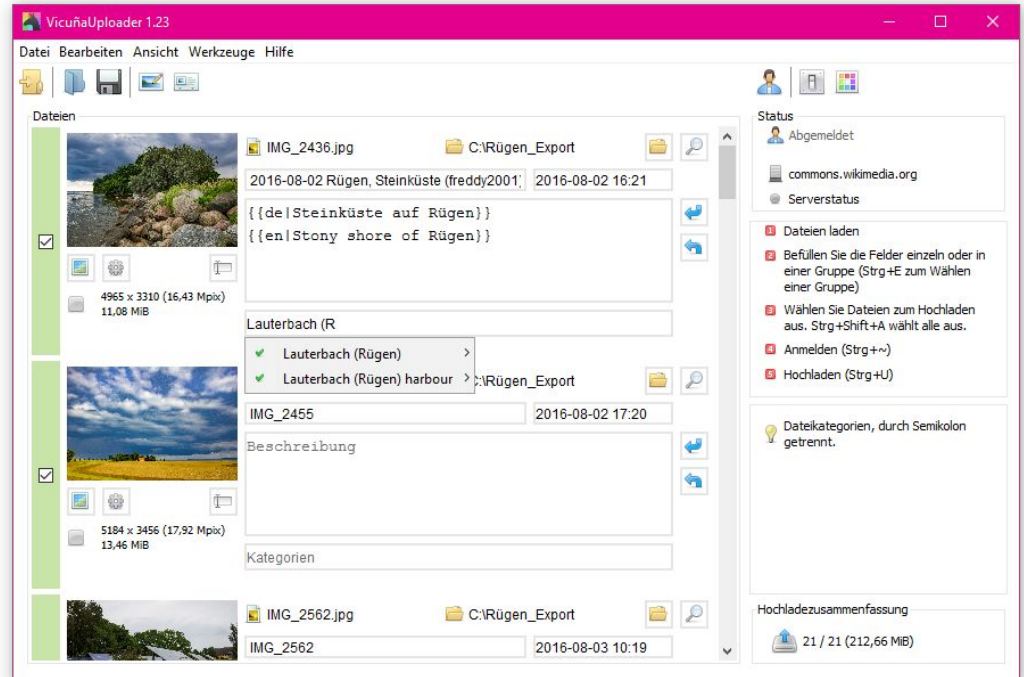 VicuñaUploader 1.23
Datei Bearbeiten Ansicht Werkzeuge Hilfe
Dateien
IMG_2436.jpg
C:\Rügen_Export
2016-08-02 Rügen, Steinküste (freddy2001)
2016-08-02 16:21
{{de|Steinküste auf Rügen}}
{{en|Stony shore of Rügen}}
4965 x 3310 (16,43 Mpix)
11,08 MiB
Lauterbach (R
Lauterbach (Rügen)
Lauterbach (Rügen) harbour
C:\Rügen_Export
IMG_2455
2016-08-02 17:20
Beschreibung
5184 x 3456 (17,92 Mpix)
13,46 MiB
Kategorien
IMG_2562.jpg
C:\Rügen_Export
IMG_2562
2016-08-03 10:19
Status
Abgemeldet
commons.wikimedia.org
Serverstatus
1 Dateien laden
2 Befüllen Sie die Felder einzeln oder in
einer Gruppe (Strg+E zum Wählen
einer Gruppe)
3 Wählen Sie Dateien zum Hochladen
aus. Strg+Shift+A wählt alle aus.
4 Anmelden (Strg+~)
5 Hochladen (Strg+U)
Dateikategorien, durch Semikolon
getrennt.
Hochladezusammenfassung
21 / 21 (212,66 MiB)